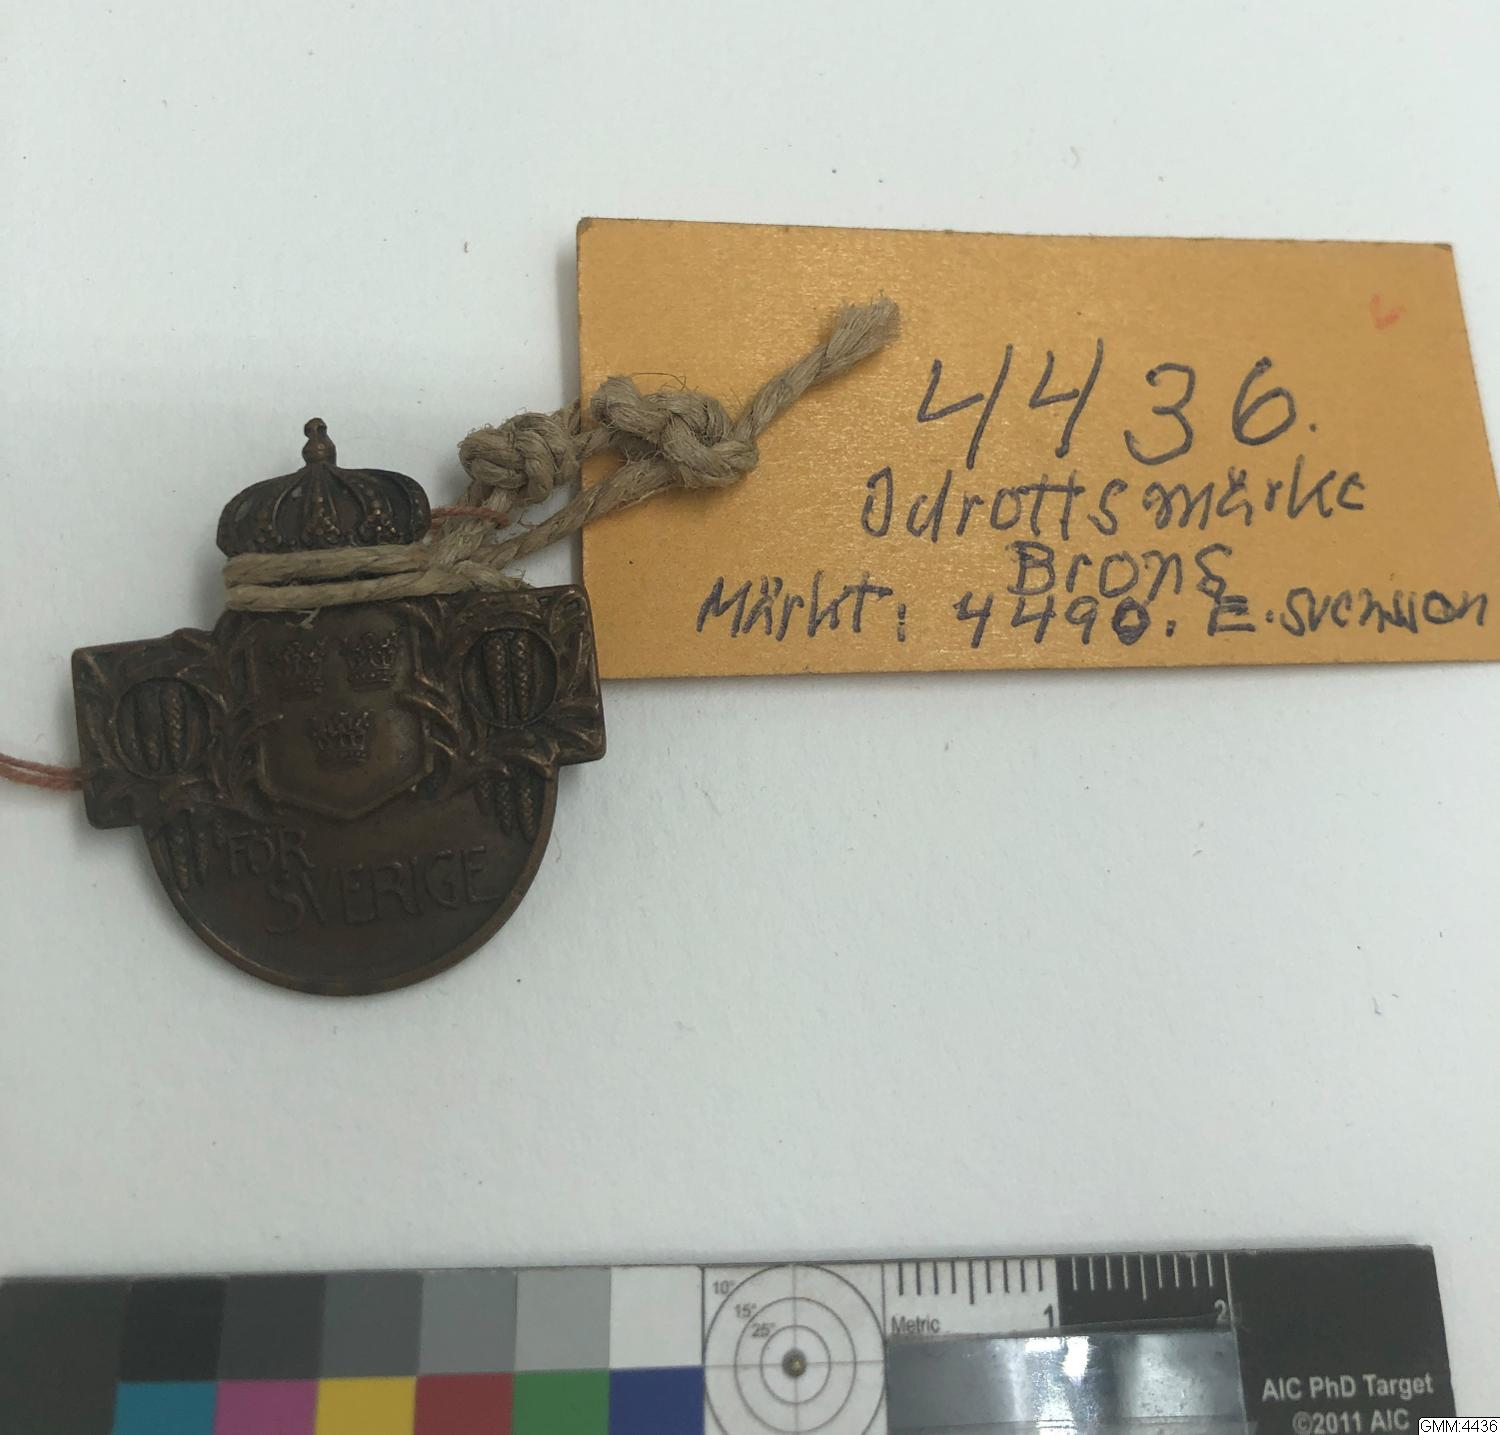 4436.
Idrottsmärke
Brons
Märkt: 4490. E. Svensson
FÖR
SVERIGE
10°
15°
25°
Metric
1
2
AIC PhD Target
©2011 AIC
GMM:4436